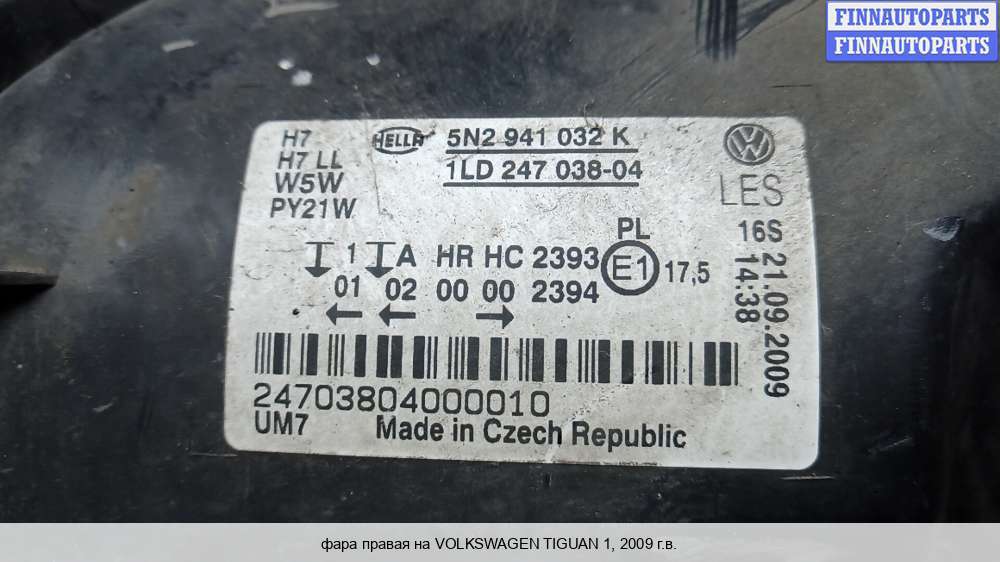 FINNAUTOPARTS
FINNAUTOPARTS
H7 HELLA 5N2 941 032 K
H7 LL 1LD 247 038-04
W5W
PY21W
VW
LES
16S 21.09.2009
14:38
PL
1 A HR HC 2393 E1 17,5
01 02 00 00 2394
← ← →
24703804000010
UM7 Made in Czech Republic
фара правая на VOLKSWAGEN TIGUAN 1, 2009 г.в.